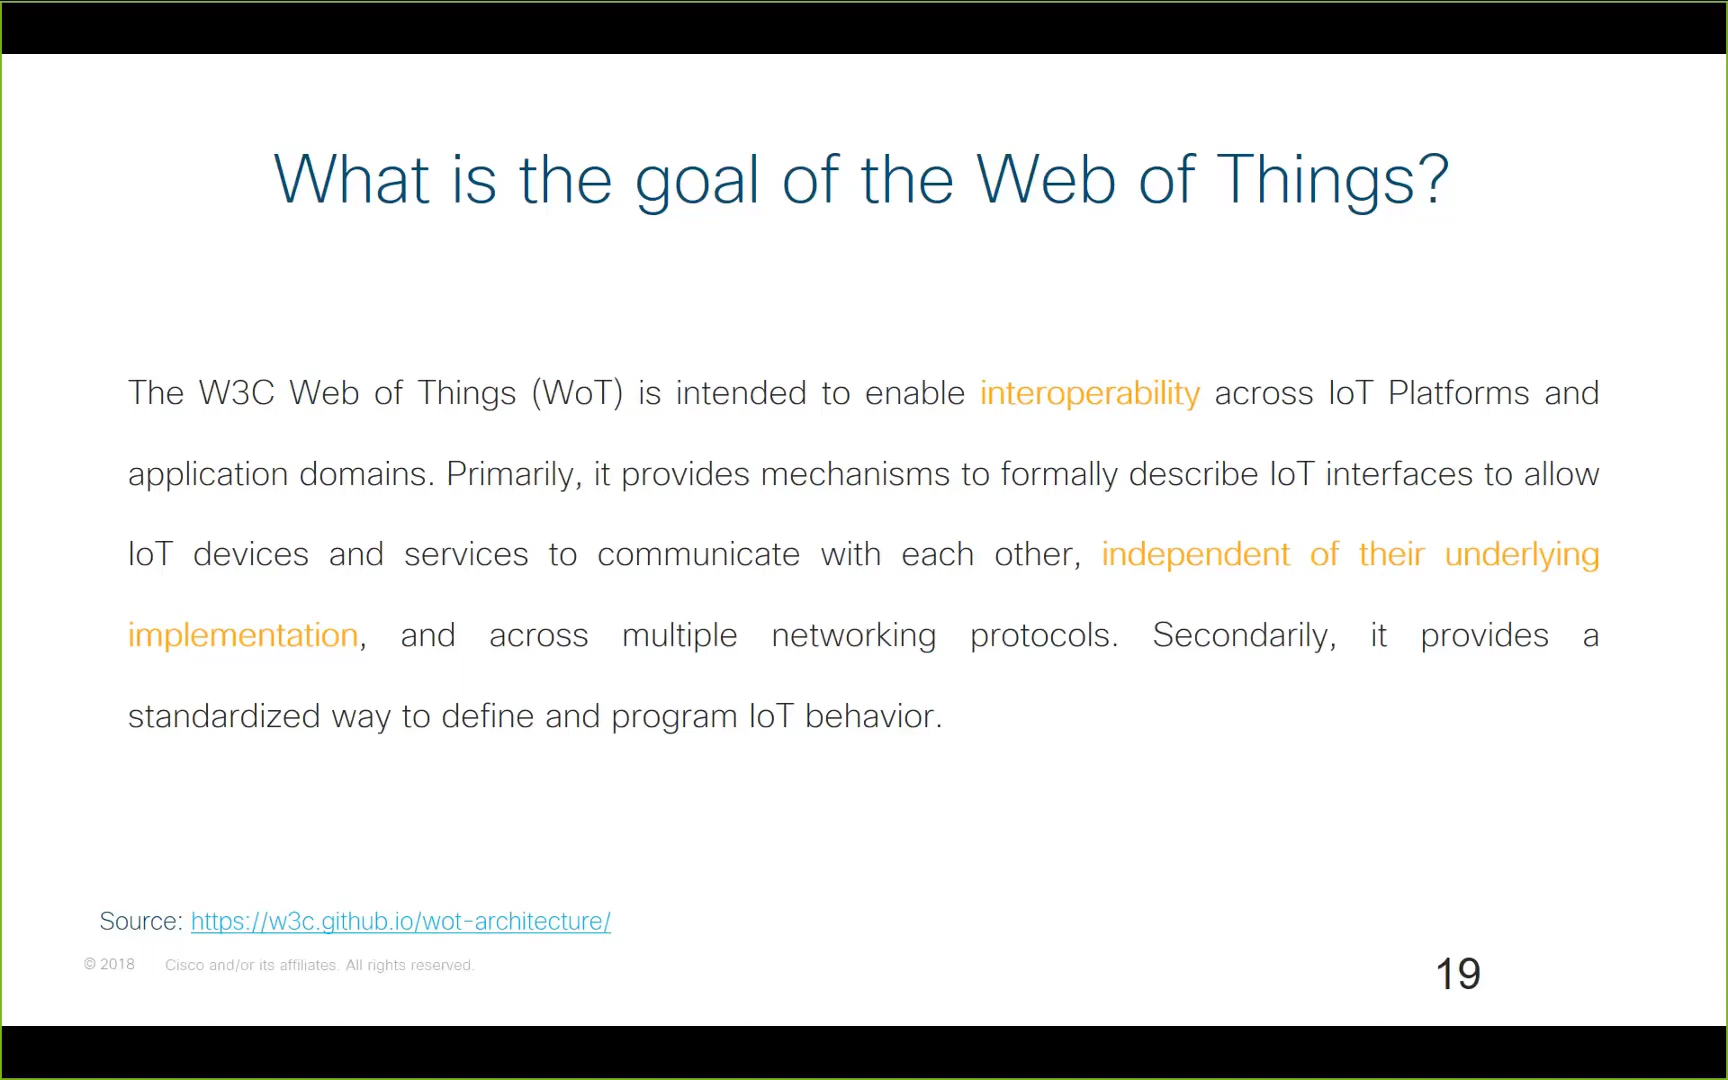 What is the goal of the Web of Things?
The W3C Web of Things (WoT) is intended to enable interoperability across IoT Platforms and
application domains. Primarily, it provides mechanisms to formally describe IoT interfaces to allow
IoT devices and services to communicate with each other, independent of their underlying
implementation, and across multiple networking protocols. Secondarily, it provides a
standardized way to define and program IoT behavior.
Source: https://w3c.github.io/wot-architecture/
© 2018 Cisco and/or its affiliates. All rights reserved.
19